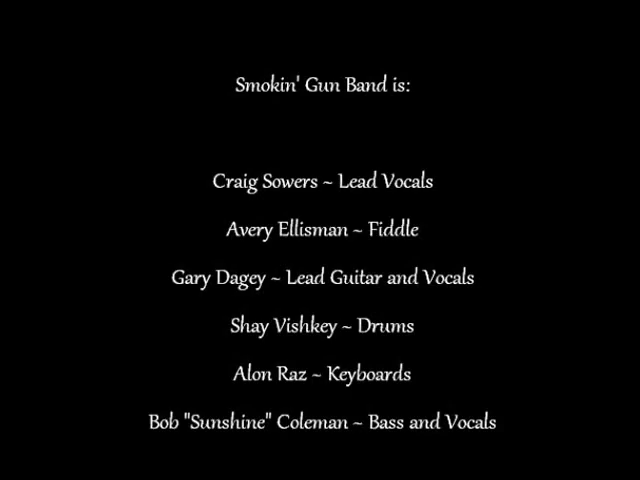 Smokin' Gun Band is:
Craig Sowers ~ Lead Vocals
Avery Ellisman ~ Fiddle
Gary Dagey ~ Lead Guitar and Vocals
Shay Vishkey ~ Drums
Alon Raz ~ Keyboards
Bob "Sunshine" Coleman ~ Bass and Vocals